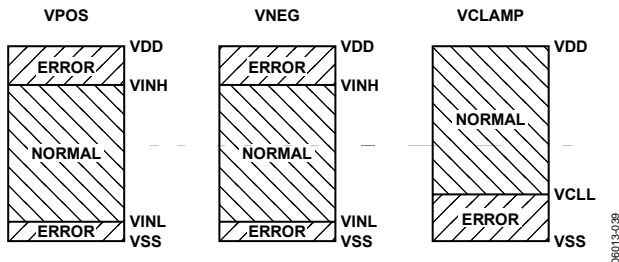 VPOS
VNEG
VCLAMP
VDD
ERROR
VINH
NORMAL
VINL
ERROR
VSS
VDD
ERROR
VINH
NORMAL
VINL
ERROR
VSS
VDD
NORMAL
VCLL
ERROR
VSS
06013-039